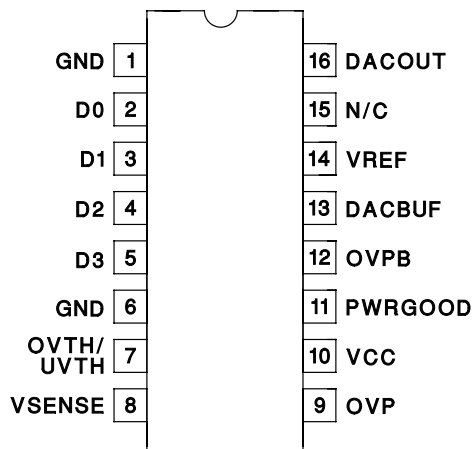 GND 1 16 DACOUT
D0 2 15 N/C
D1 3 14 VREF
D2 4 13 DACBUF
D3 5 12 OVPB
GND 6 11 PWRGOOD
OVTH/
UVTH 7 10 VCC
VSENSE 8 9 OVP